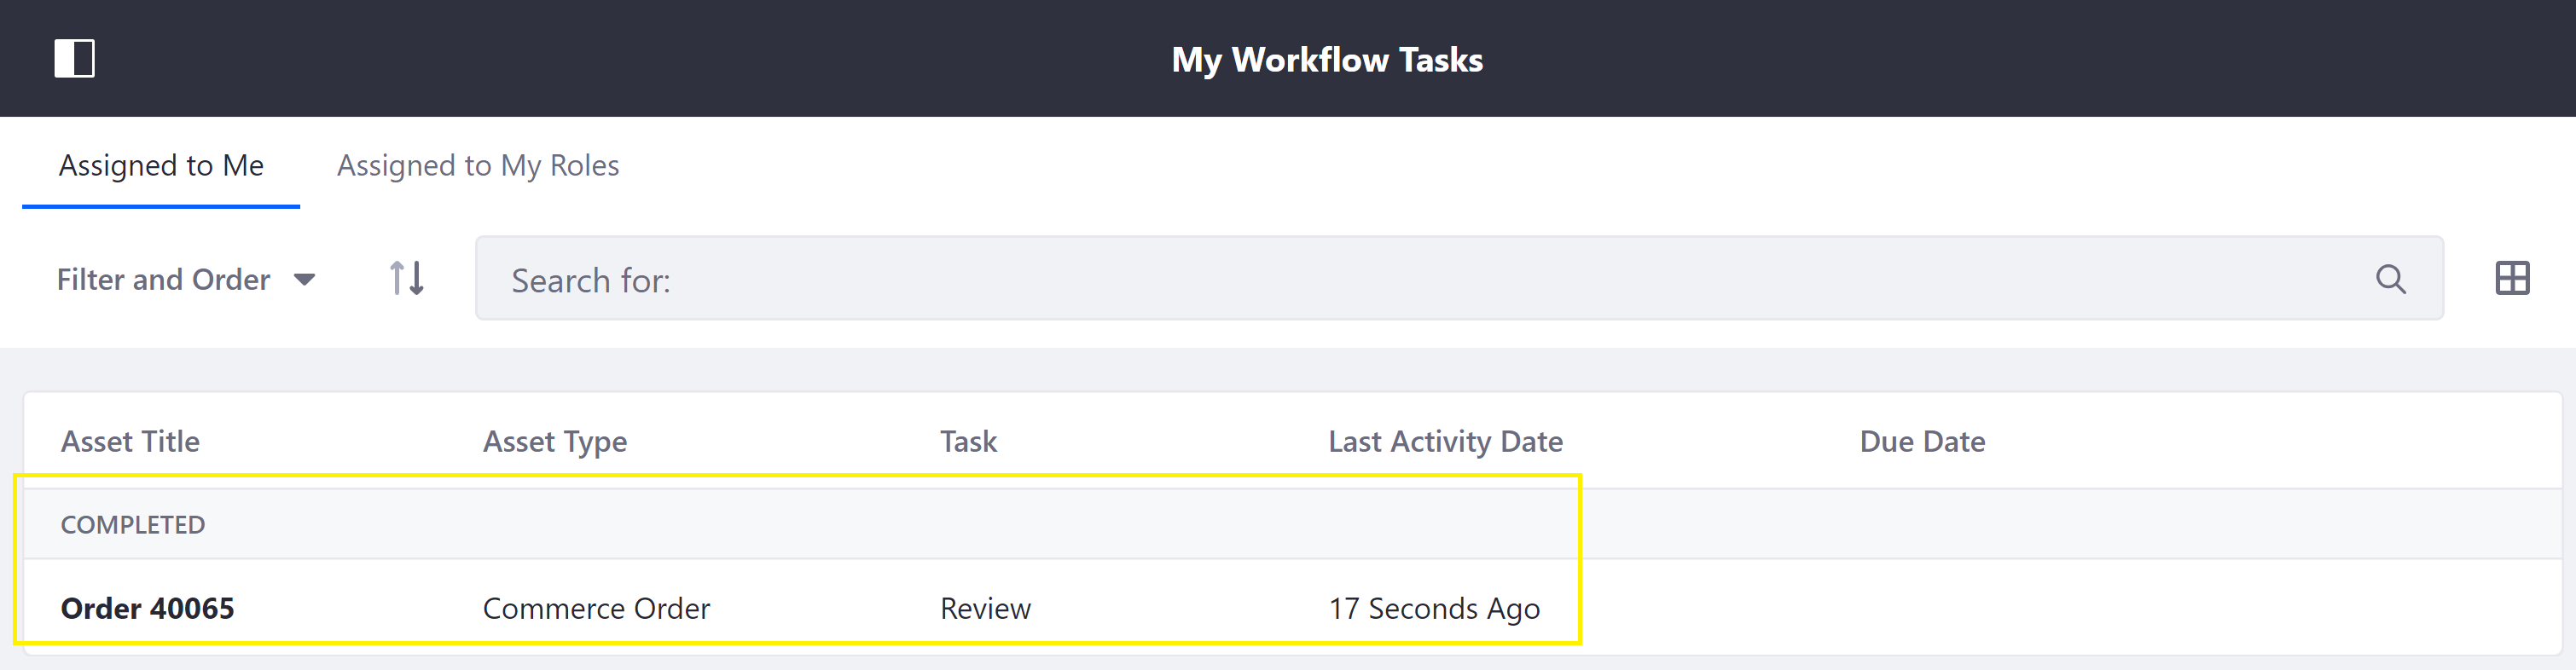 My Workflow Tasks
Assigned to Me Assigned to My Roles
Filter and Order Search for:
Asset Title Asset Type Task Last Activity Date Due Date
COMPLETED
Order 40065 Commerce Order Review 17 Seconds Ago